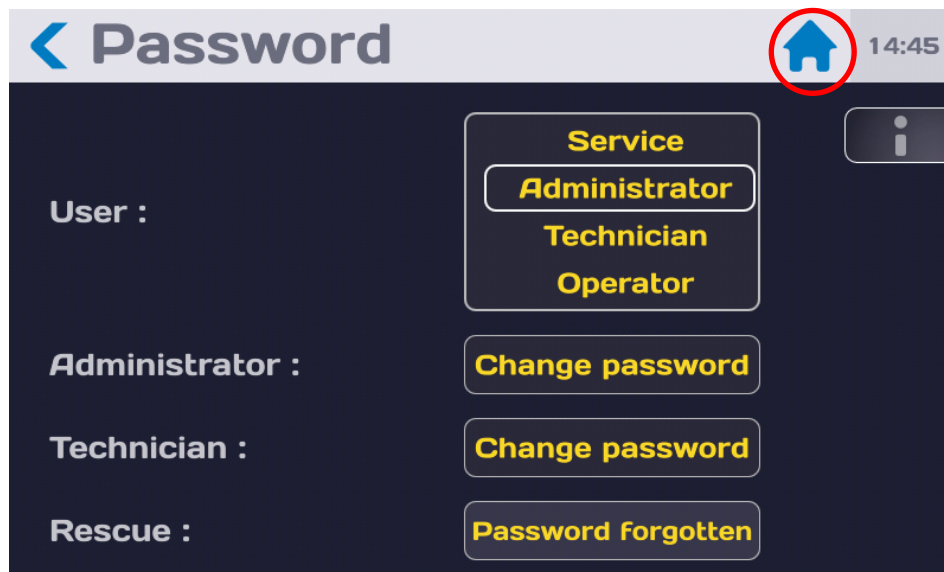 Password
14:45
Service
User :
Administrator
Technician
Operator
Administrator :
Change password
Technician :
Change password
Rescue :
Password forgotten